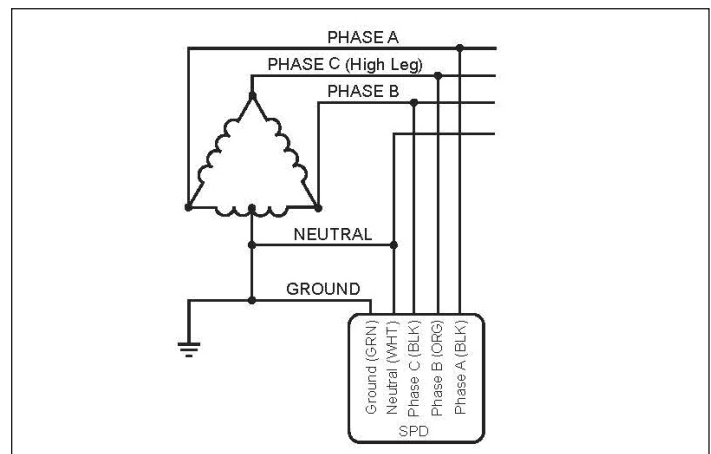 PHASE A
PHASE C (High Leg)
PHASE B
NEUTRAL
GROUND
Ground (GRN)
Neutral (WHT)
Phase C (BLK)
Phase B (ORG)
Phase A (BLK)
SPD